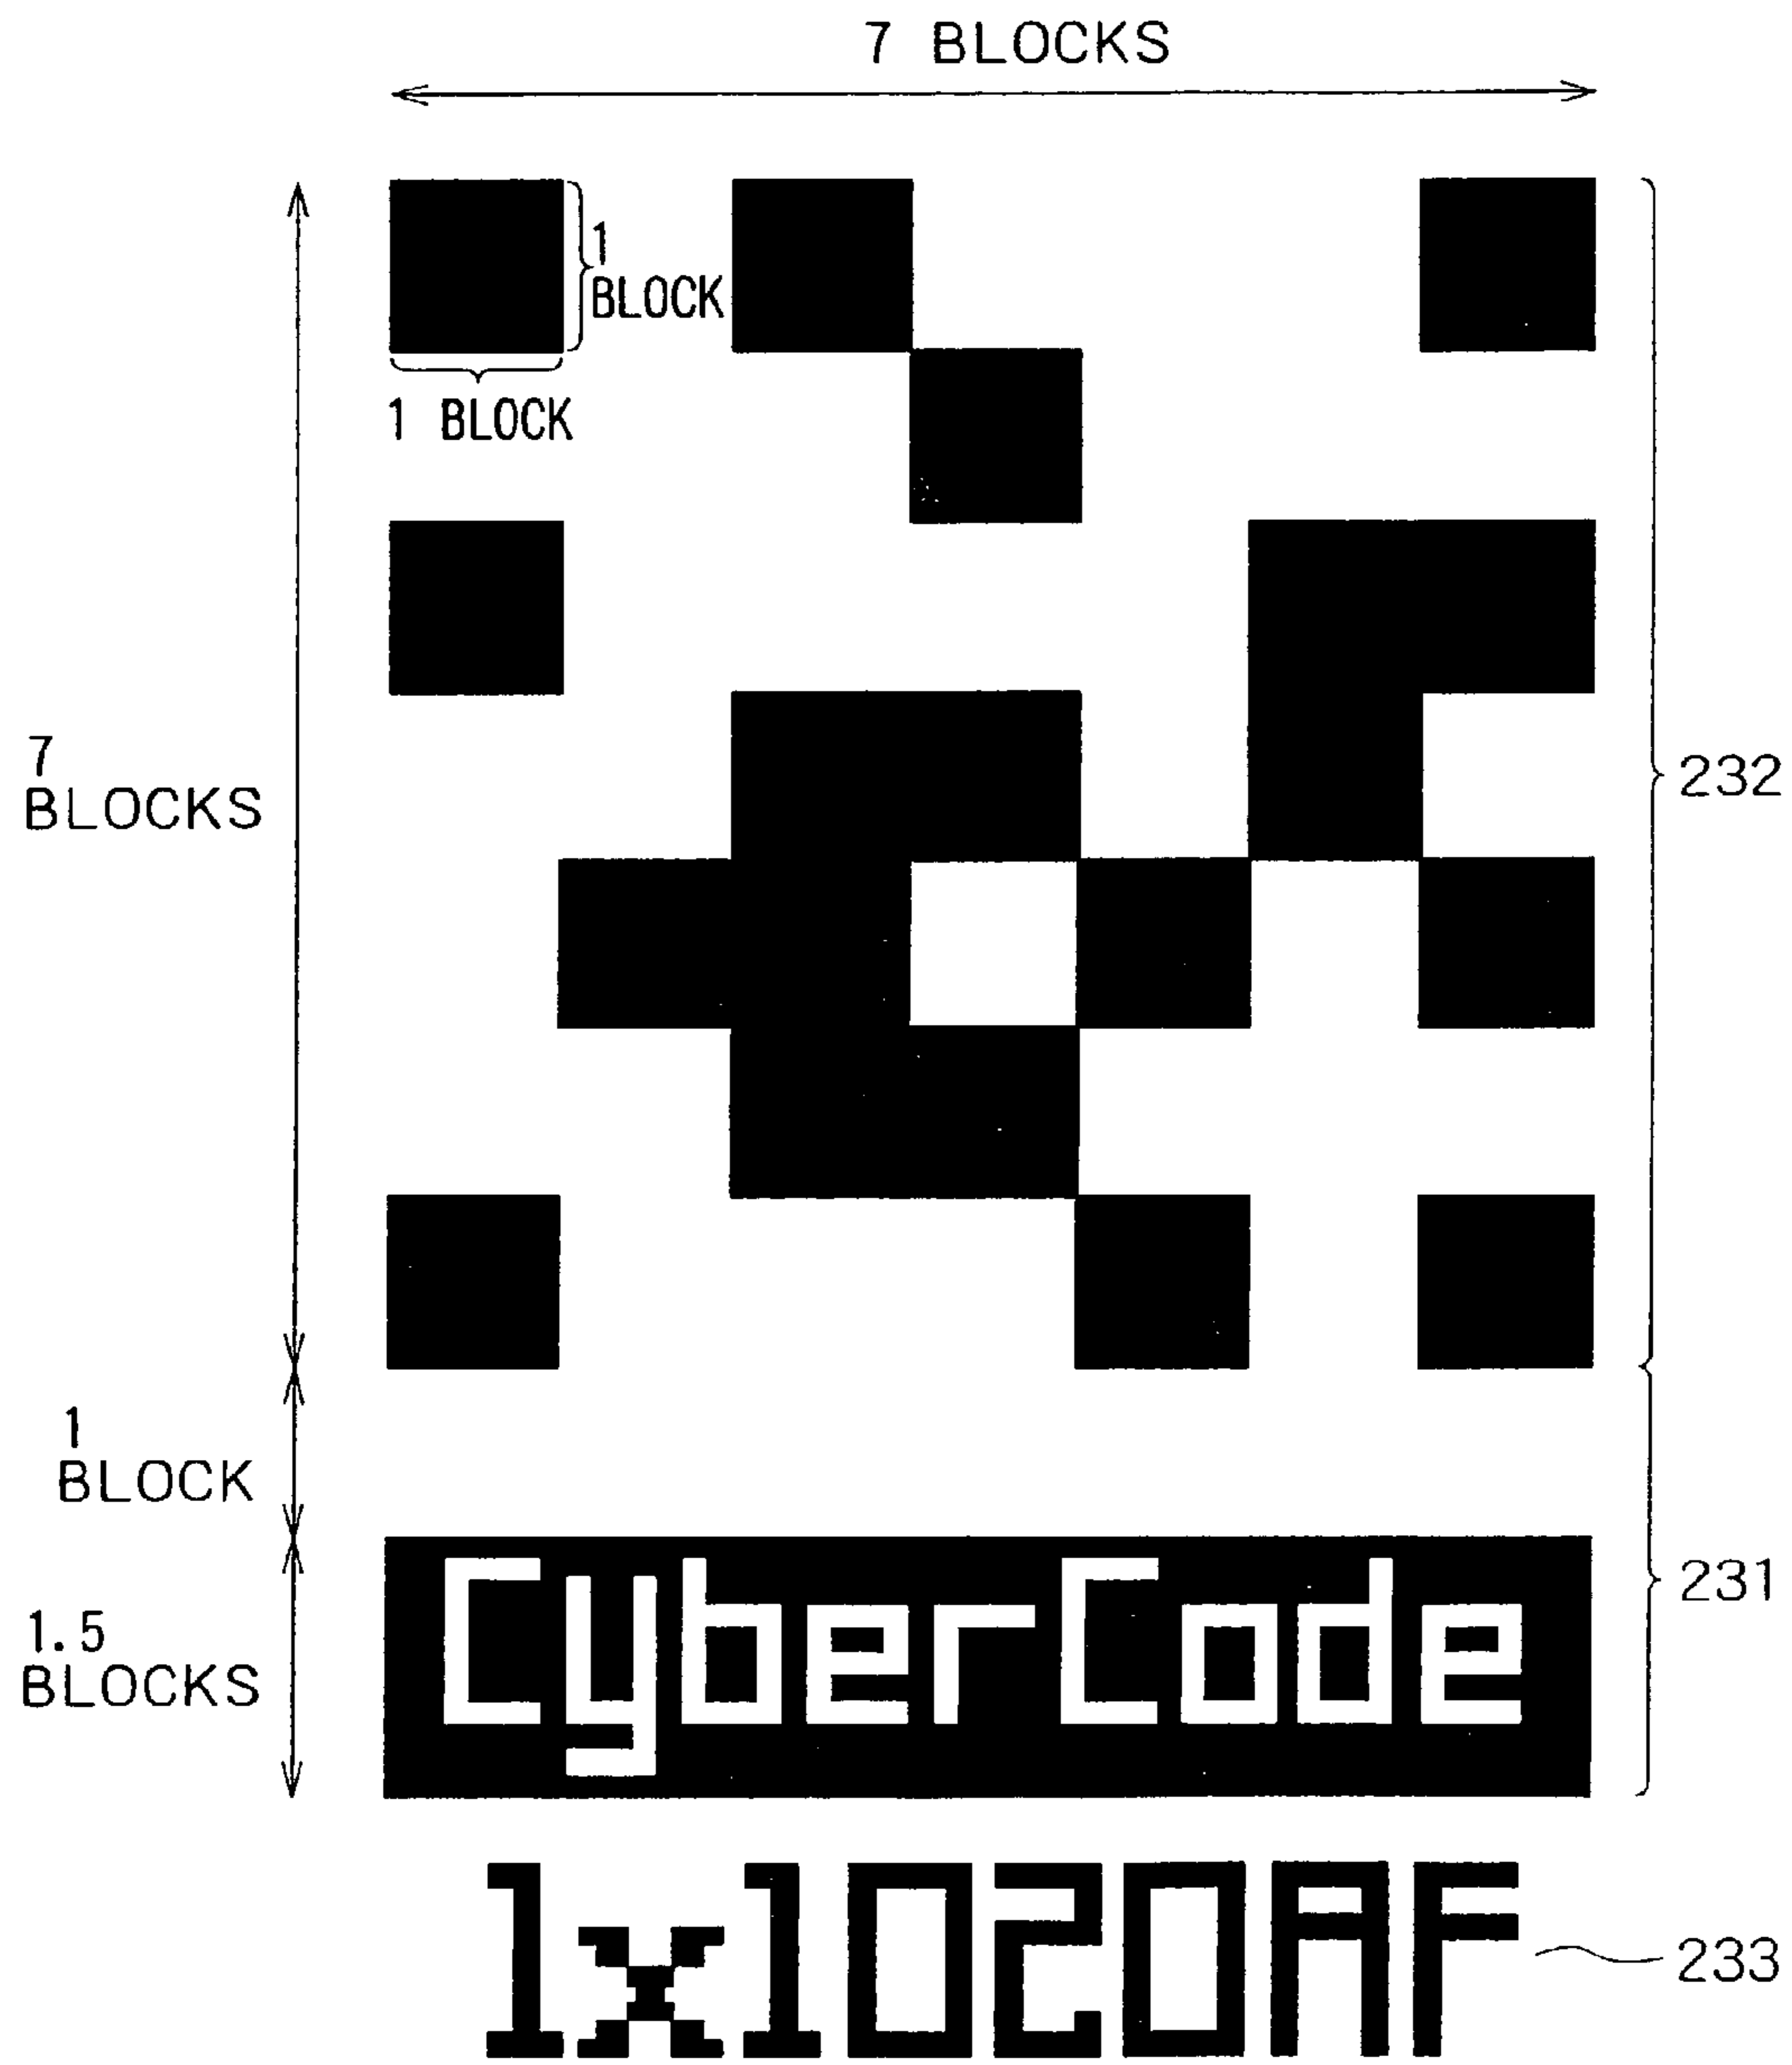 7 BLOCKS
1
BLOCK
1 BLOCK
7
BLOCKS
232
1
BLOCK
1.5
BLOCKS
CyberCode
231
1x1020AF
233